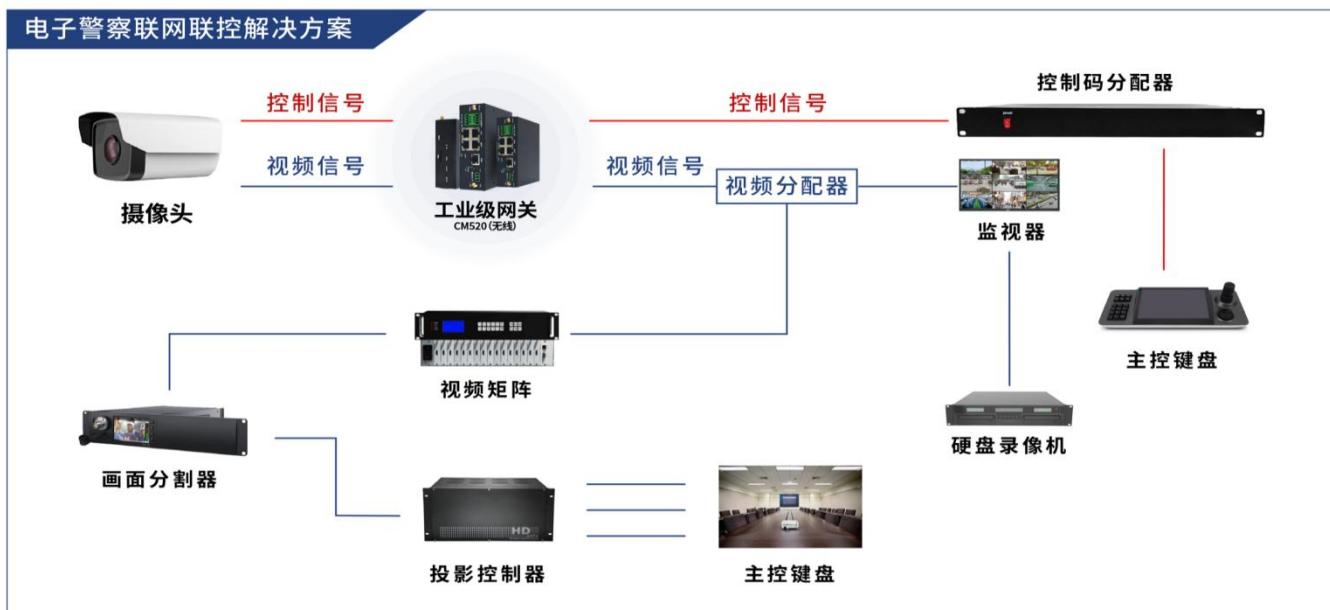 电子警察联网联控解决方案
控制码分配器
控制信号
控制信号
视频信号
视频信号
视频分配器
摄像头
工业级网关
CM520(无线)
监视器
主控键盘
视频矩阵
硬盘录像机
画面分割器
HD
投影控制器
主控键盘